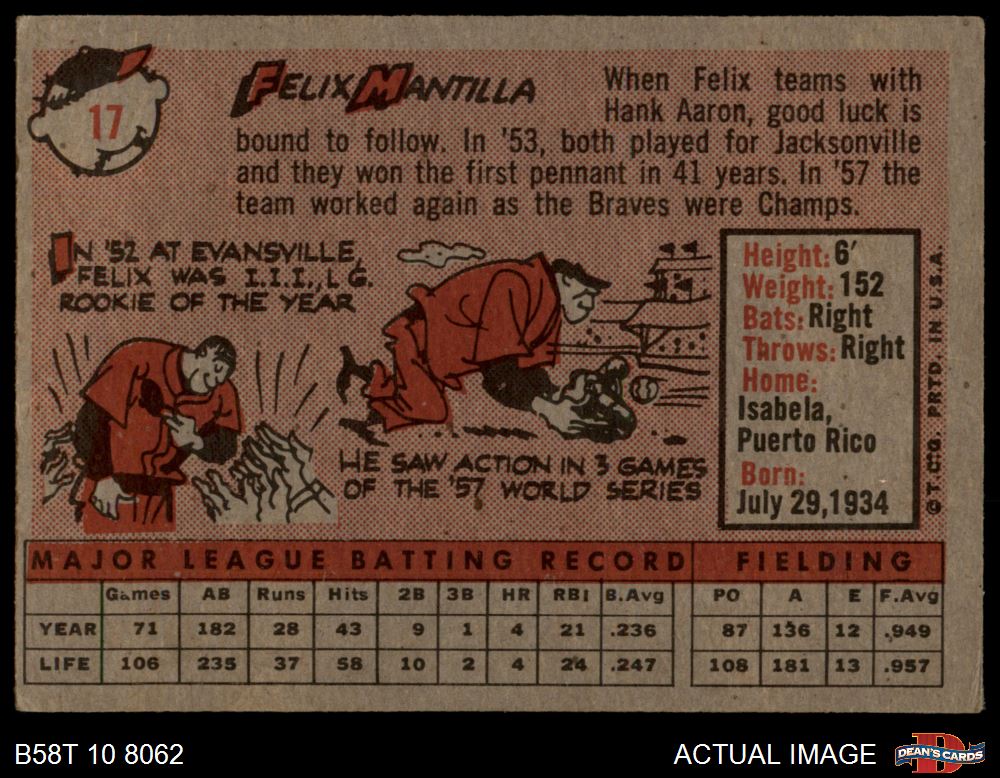 17
FELIX MANTILLA
When Felix teams with
Hank Aaron, good luck is
bound to follow. In '53, both played for Jacksonville
and they won the first pennant in 41 years. In '57 the
team worked again as the Braves were Champs.
IN '52 AT EVANSVILLE,
FELIX WAS I.I.I., LG.
ROOKIE OF THE YEAR
HE SAW ACTION IN 3 GAMES
OF THE '57 WORLD SERIES
Height: 6'
Weight: 152
Bats: Right
Throws: Right
Home:
Isabela,
Puerto Rico
Born:
July 29, 1934
© T.C.G. PRTD. IN U.S.A.
MAJOR LEAGUE BATTING RECORD FIELDING
Games AB Runs Hits 2B 3B HR RBI B.Avg PO A E F.Avg
YEAR 71 182 28 43 9 1 4 21 .236 87 136 12 .949
LIFE 106 235 37 58 10 2 4 24 .247 108 181 13 .957
B58T 10 8062 ACTUAL IMAGE DEAN'S CARDS